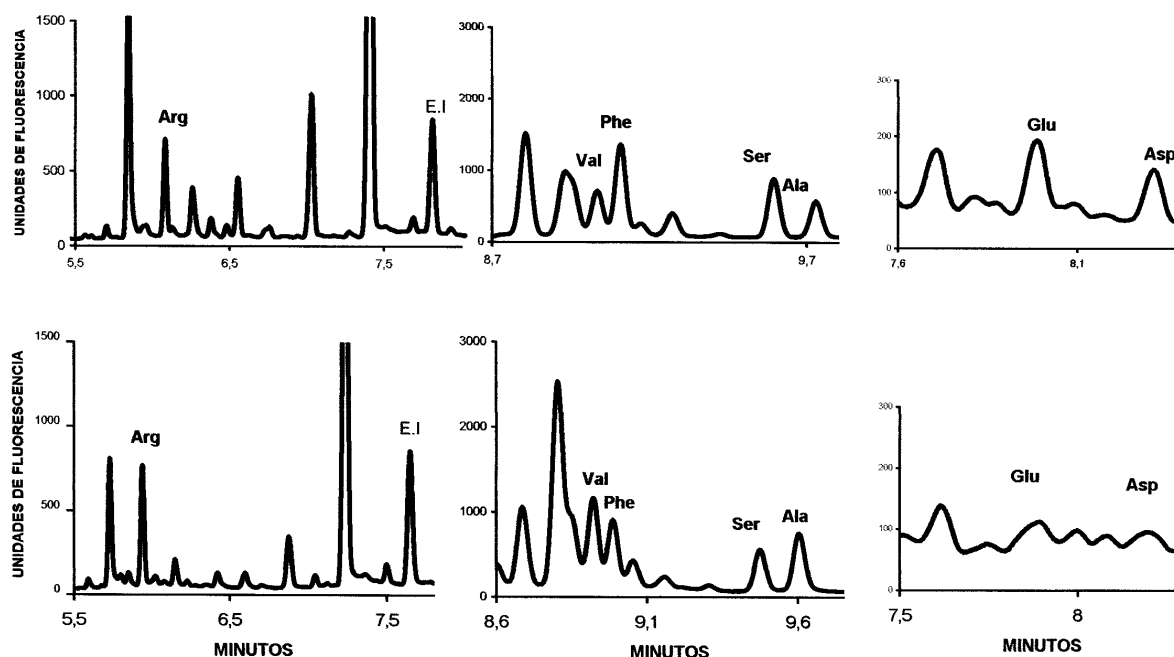 UNIDADES DE FLUORESCENCIA
1500
1000
500
0
5,5
6,5
7,5
Arg
E.I
3000
2000
1000
0
8,7
9,7
Val
Phe
Ser
Ala
300
200
100
0
7,6
8,1
Glu
Asp
UNIDADES DE FLUORESCENCIA
1500
1000
500
0
5,5
6,5
7,5
MINUTOS
Arg
E.I
3000
2000
1000
0
8,6
9,1
9,6
MINUTOS
Val
Phe
Ser
Ala
300
200
100
0
7,5
8
MINUTOS
Glu
Asp